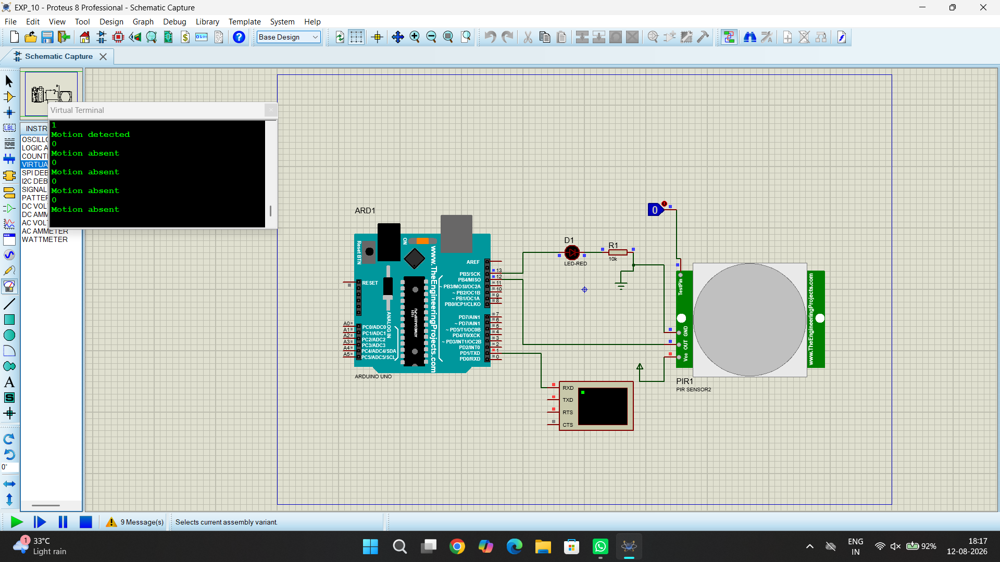 EXP_10 - Proteus 8 Professional - Schematic Capture
File Edit View Tool Design Graph Debug Library Template System Help
Base Design
Schematic Capture
Virtual Terminal
INSTR
OSCILLO
LOGIC A
COUNT
VIRTUA
SPI DEB
I2C DEB
SIGNAL
PATTER
DC VOL
DC AMM
AC VOL
AC AMMETER
WATTMETER
1
Motion detected
0
Motion absent
0
Motion absent
0
Motion absent
0
Motion absent
LBL
A
S
0°
ARD1
Reset BTN
ON
www.TheEngineeringProjects.com
RESET
ANALOG IN
1121
ATMEGA328P-PU
AREF
PB5/SCK
PB4/MISO
~ PB3/MOSI/OC2A
~ PB2/OC1B
~ PB1/OC1A
PB0/ICP1/CLKO
PD7/AIN1
~ PD7/AIN1
~ PD5/T1/OC0B
PD4/T0/XCK
~ PD3/INT1/OC2B
PD2/INT0
PD1/TXD
PD0/RXD
13
12
11
10
9
8
7
6
5
4
3
2
1
0
A0
A1
A2
A3
A4
A5
PC0/ADC0
PC1/ADC1
PC2/ADC2
PC3/ADC3
PC4/ADC4/SDA
PC5/ADC5/SCL
ARDUINO UNO
D1
LED-RED
R1
10k
0
TestPin
GND
OUT
Vcc
www.TheEngineeringProjects.com
PIR1
PIR SENSOR2
RXD
TXD
RTS
CTS
9 Message(s)
Selects current assembly variant.
1
33°C
Light rain
ENG
IN
92%
18:17
12-08-2026